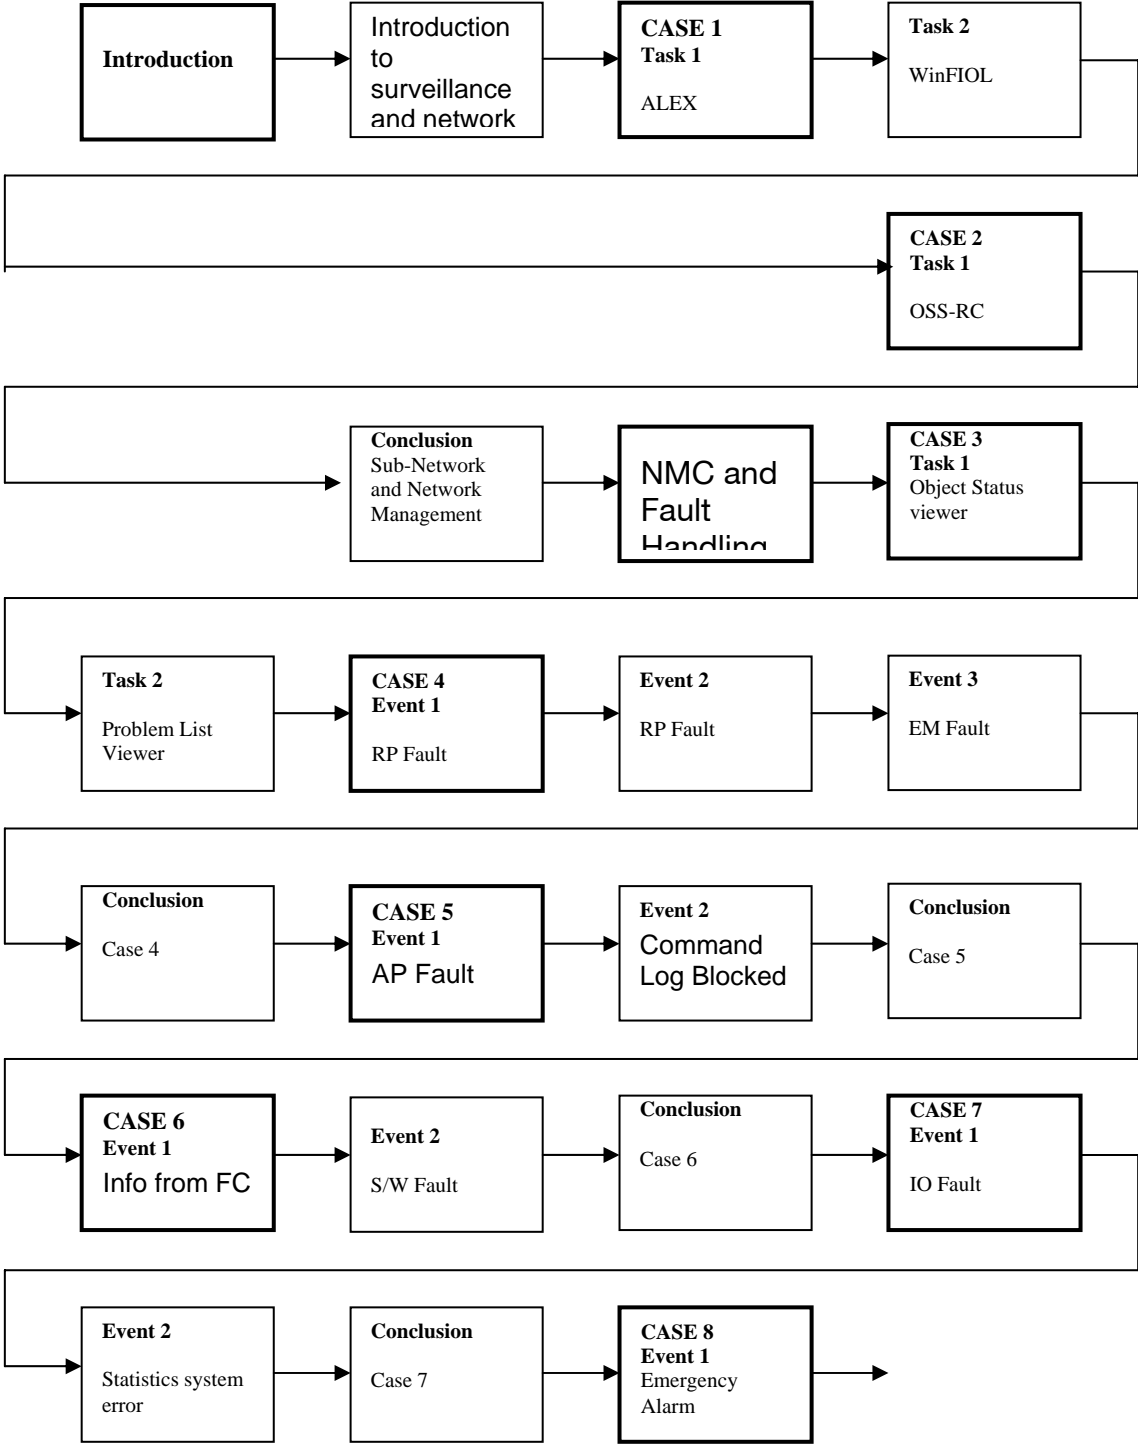 Introduction
Introduction
to
surveillance
and network
CASE 1
Task 1
ALEX
Task 2
WinFIOL
CASE 2
Task 1
OSS-RC
Conclusion
Sub-Network
and Network
Management
NMC and
Fault
Handling
CASE 3
Task 1
Object Status
viewer
Task 2
Problem List
Viewer
CASE 4
Event 1
RP Fault
Event 2
RP Fault
Event 3
EM Fault
Conclusion
Case 4
CASE 5
Event 1
AP Fault
Event 2
Command
Log Blocked
Conclusion
Case 5
CASE 6
Event 1
Info from FC
Event 2
S/W Fault
Conclusion
Case 6
CASE 7
Event 1
IO Fault
Event 2
Statistics system
error
Conclusion
Case 7
CASE 8
Event 1
Emergency
Alarm